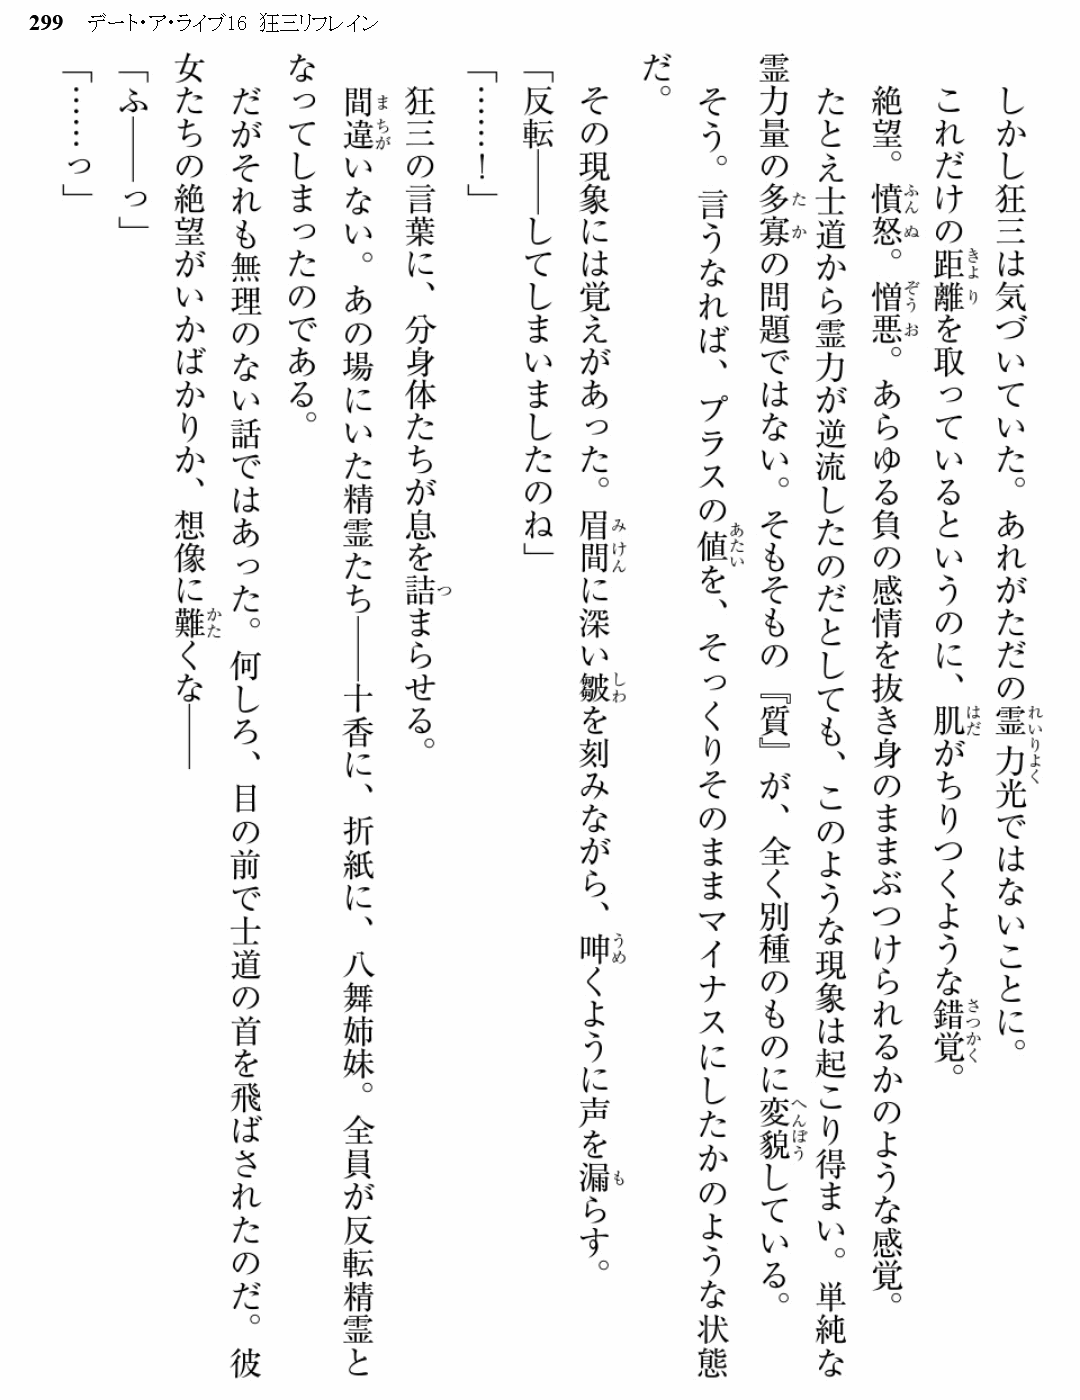 299 デート・ア・ライブ16 狂三リフレイン
しかし狂三は気づいていた。あれがただの霊力光ではないことに。
これだけの距離を取っているというのに、肌がちりつくような錯覚。
絶望。憤怒。憎悪。あらゆる負の感情を抜き身のままぶつけられるかのような感覚。
たとえ士道から霊力が逆流したのだとしても、このような現象は起こり得まい。単純な
霊力量の多寡の問題ではない。そもそもの『質』が、全く別種のものに変貌している。
そう。言うなれば、プラスの値を、そっくりそのままマイナスにしたかのような状態
だ。
その現象には覚えがあった。眉間に深い皺を刻みながら、呻くように声を漏らす。
「反転――してしまいましたのね」
「……！」
狂三の言葉に、分身体たちが息を詰まらせる。
間違いない。あの場にいた精霊たち――十香に、折紙に、八舞姉妹。全員が反転精霊と
なってしまったのである。
だがそれも無理のない話ではあった。何しろ、目の前で士道の首を飛ばされたのだ。彼
女たちの絶望がいかばかりか、想像に難くな――
「ふ――っ」
「……っ」